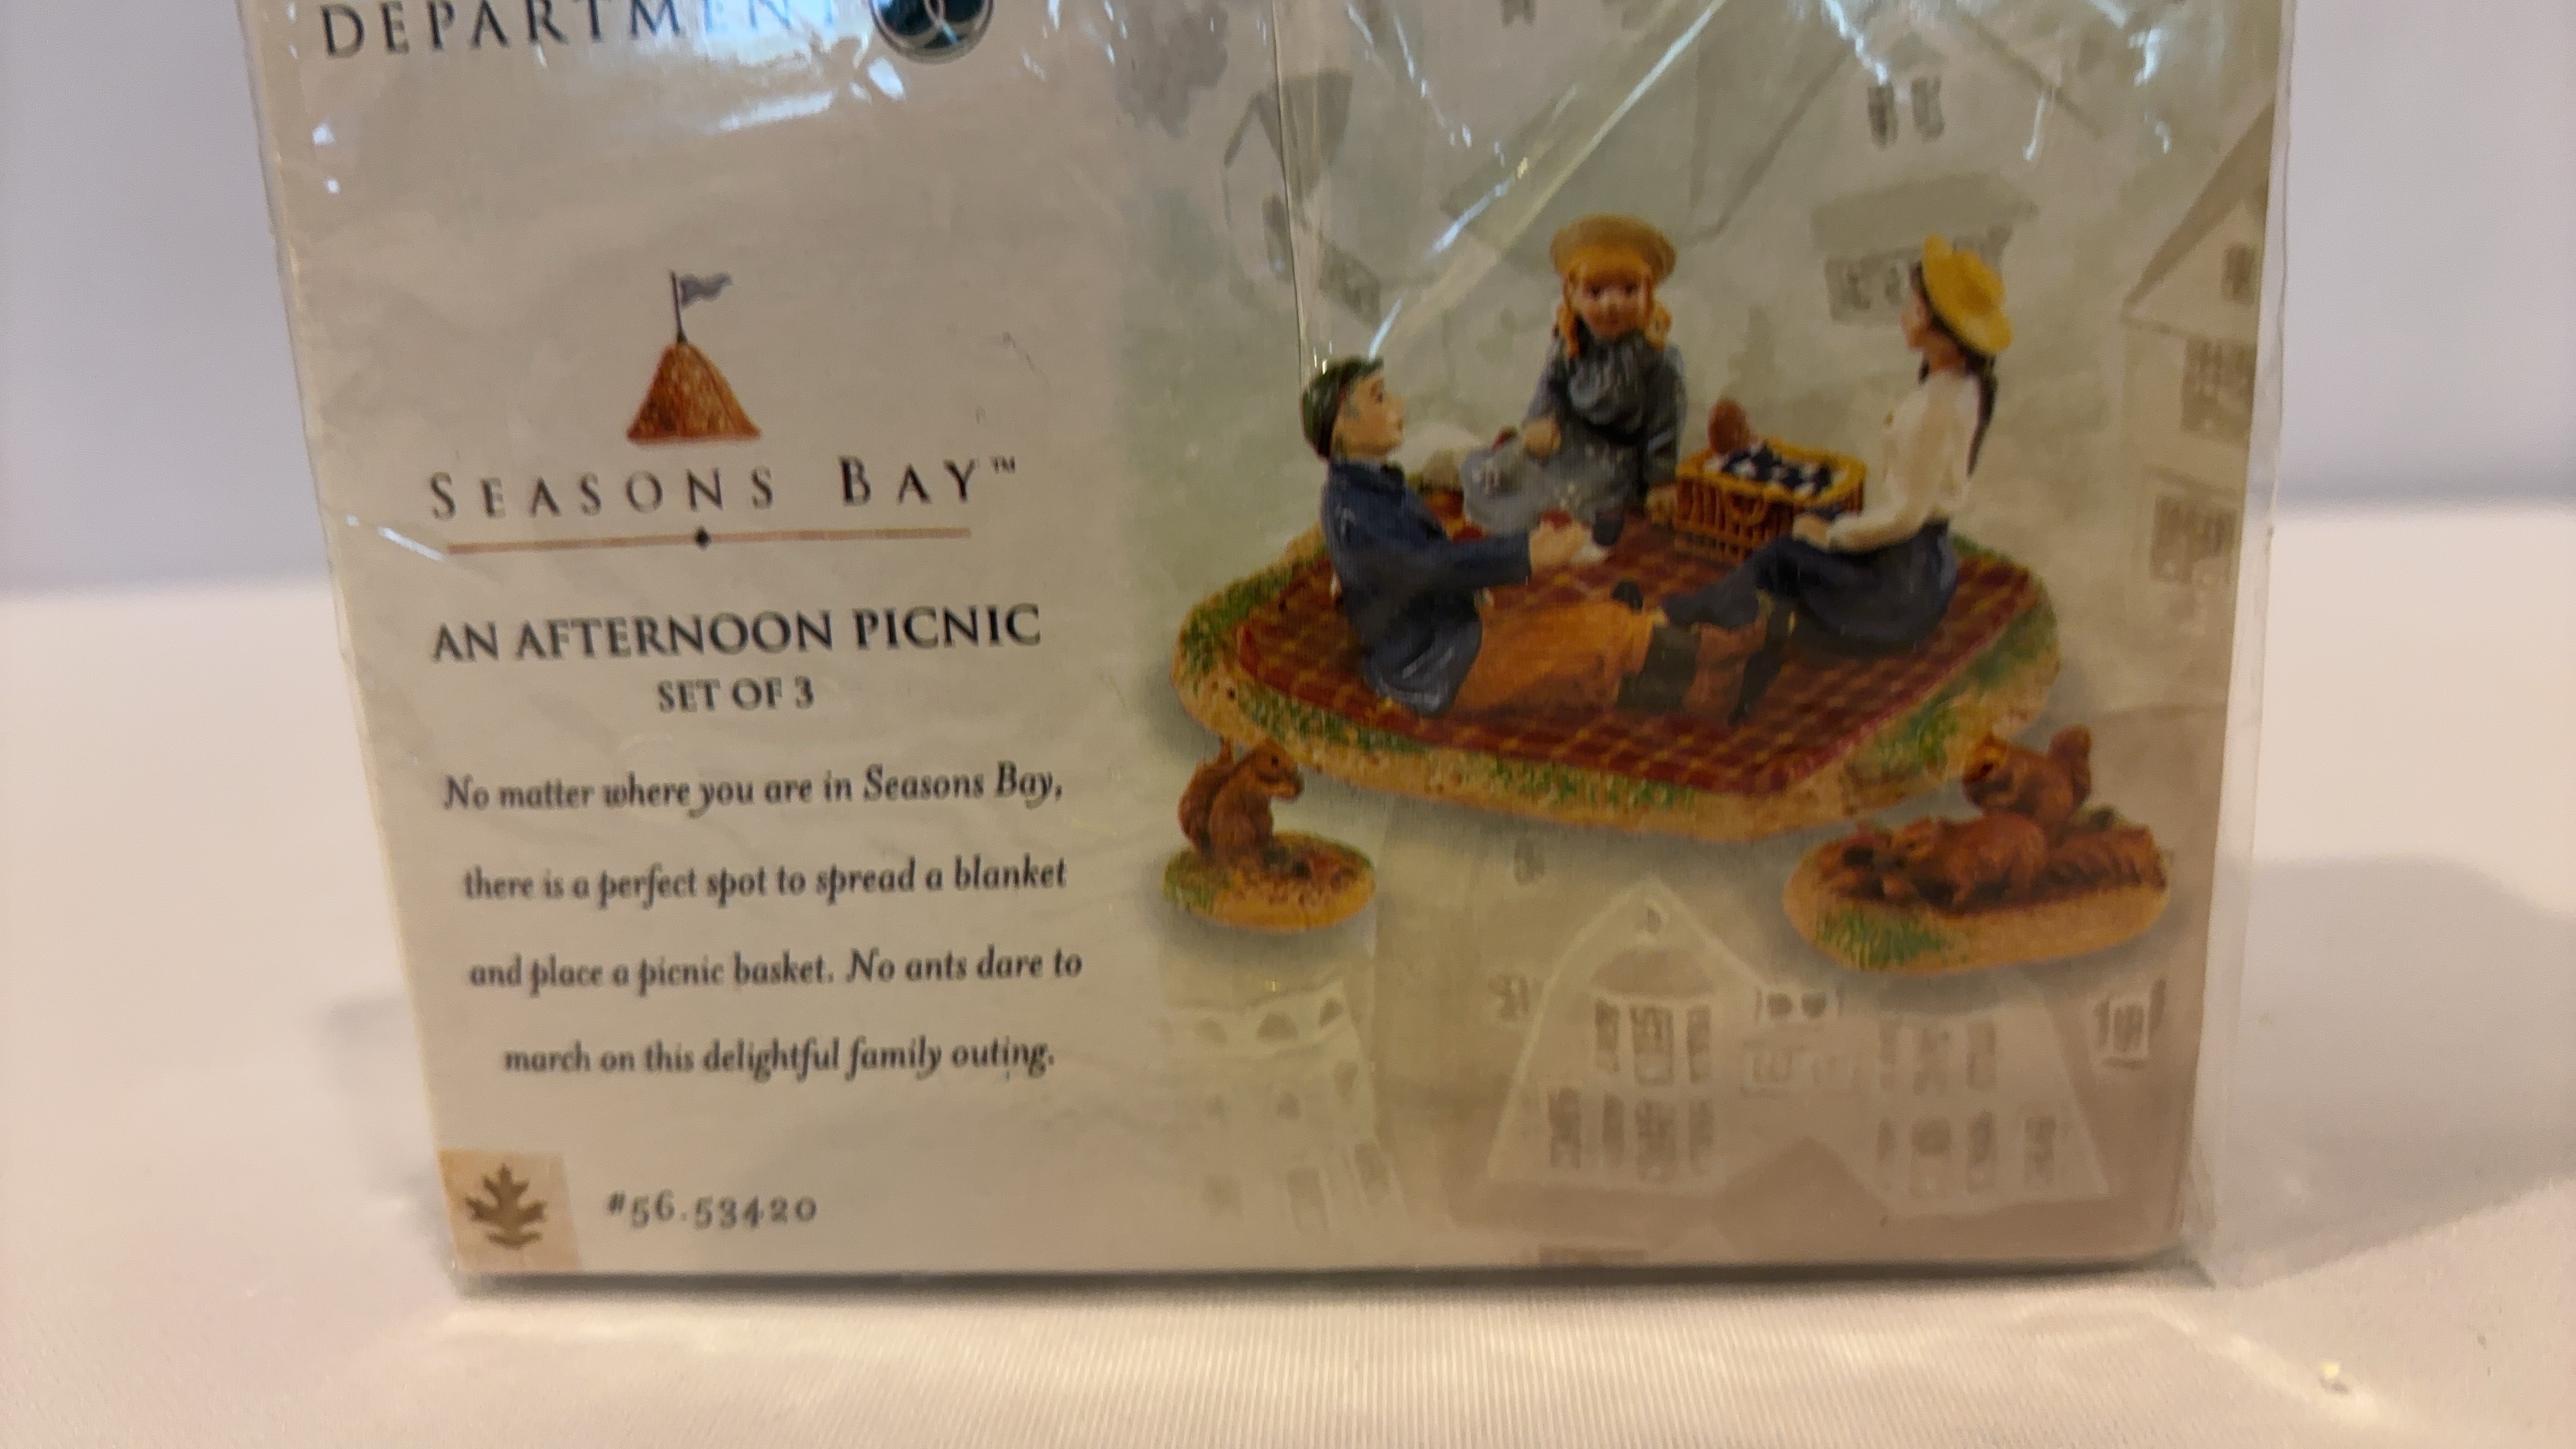 DEPARTMENT
SEASONS BAY™
AN AFTERNOON PICNIC
SET OF 3
No matter where you are in Seasons Bay,
there is a perfect spot to spread a blanket
and place a picnic basket. No ants dare to
march on this delightful family outing.
#56.53420